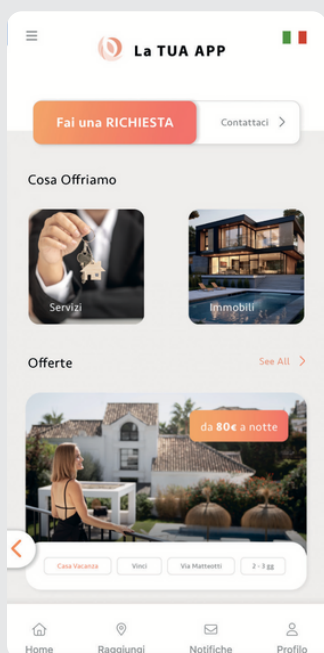 La TUA APP
Fai una RICHIESTA
Contattaci
Cosa Offriamo
Servizi
Immobili
Offerte
See All
da 80€ a notte
Casa Vacanza
Vinci
Via Matteotti
2 - 3 gg
Home
Raggiungi
Notifiche
Profilo